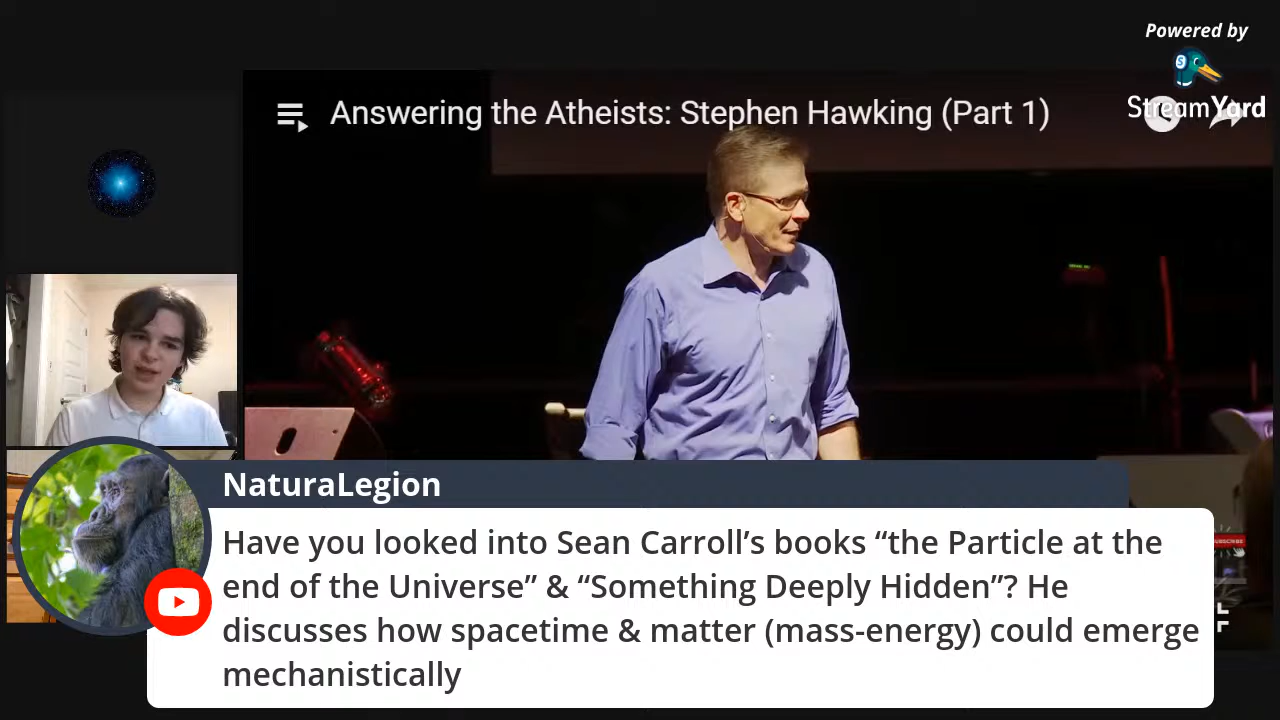 Powered by
StreamYard
Answering the Atheists: Stephen Hawking (Part 1)
NaturaLegion
Have you looked into Sean Carroll’s books “the Particle at the
end of the Universe” & “Something Deeply Hidden”? He
discusses how spacetime & matter (mass-energy) could emerge
mechanistically
SUBSCRIBE